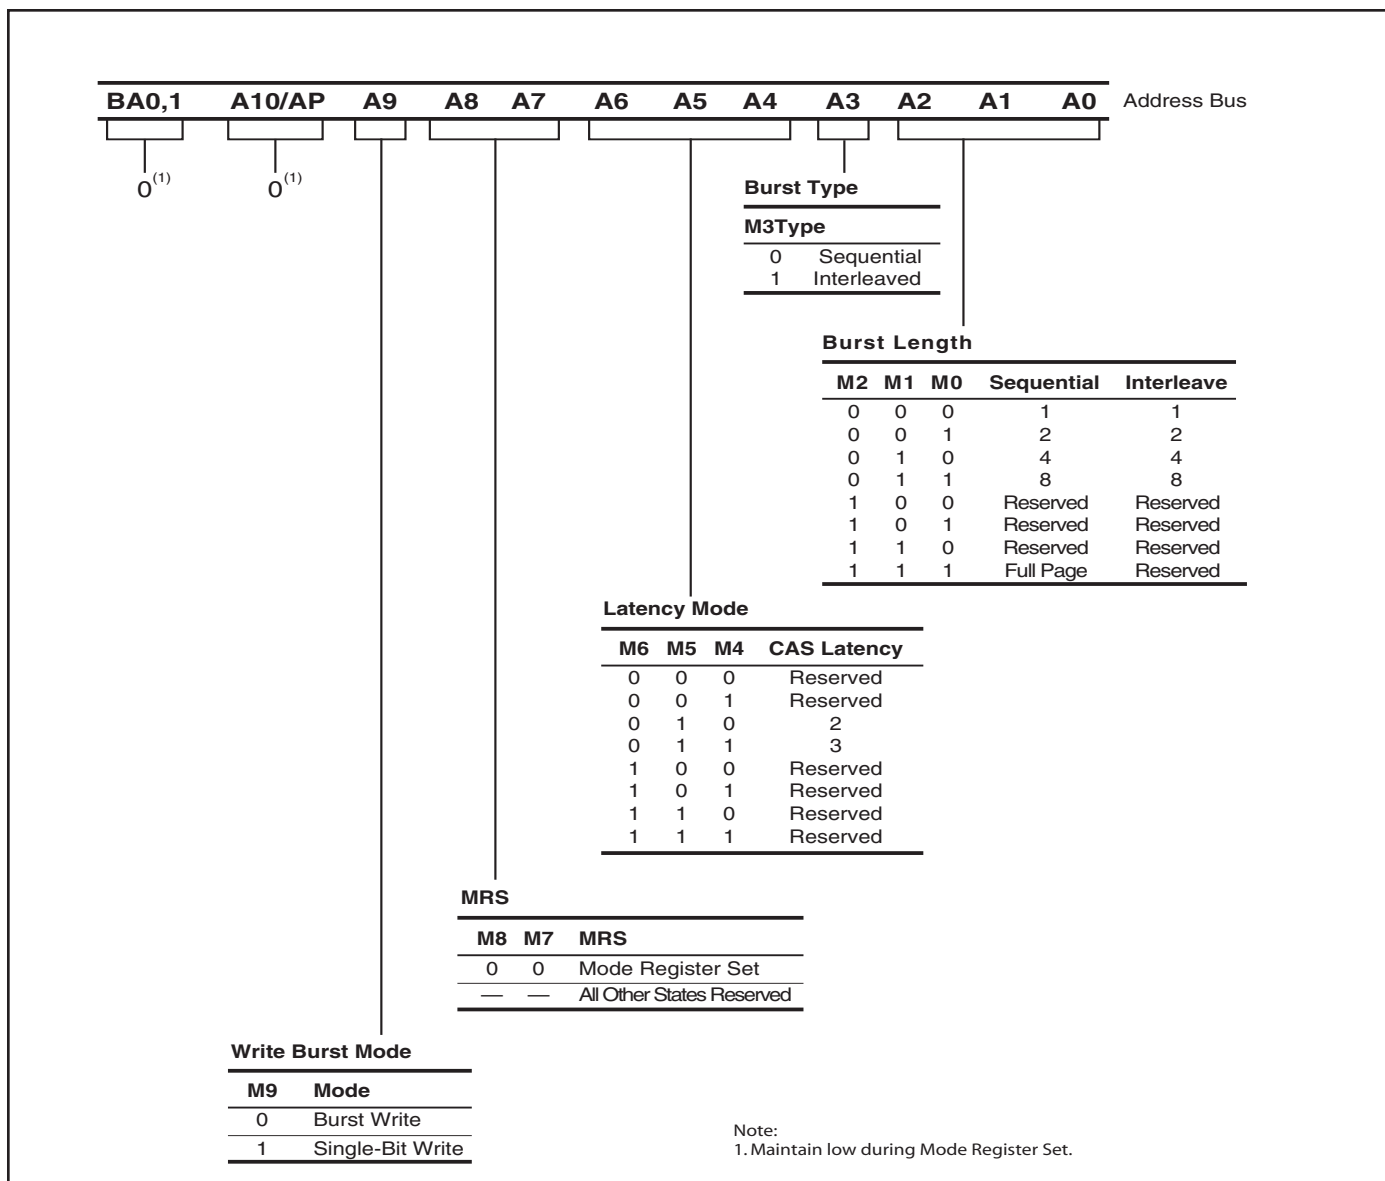 BA0,1 A10/AP A9 A8 A7 A6 A5 A4 A3 A2 A1 A0 Address Bus
0(1) 0(1)
Burst Type
M3Type
0 Sequential
1 Interleaved
Burst Length
M2 M1 M0 Sequential Interleave
0 0 0 1 1
0 0 1 2 2
0 1 0 4 4
0 1 1 8 8
1 0 0 Reserved Reserved
1 0 1 Reserved Reserved
1 1 0 Reserved Reserved
1 1 1 Full Page Reserved
Latency Mode
M6 M5 M4 CAS Latency
0 0 0 Reserved
0 0 1 Reserved
0 1 0 2
0 1 1 3
1 0 0 Reserved
1 0 1 Reserved
1 1 0 Reserved
1 1 1 Reserved
MRS
M8 M7 MRS
0 0 Mode Register Set
— — All Other States Reserved
Write Burst Mode
M9 Mode
0 Burst Write
1 Single-Bit Write
Note:
1. Maintain low during Mode Register Set.